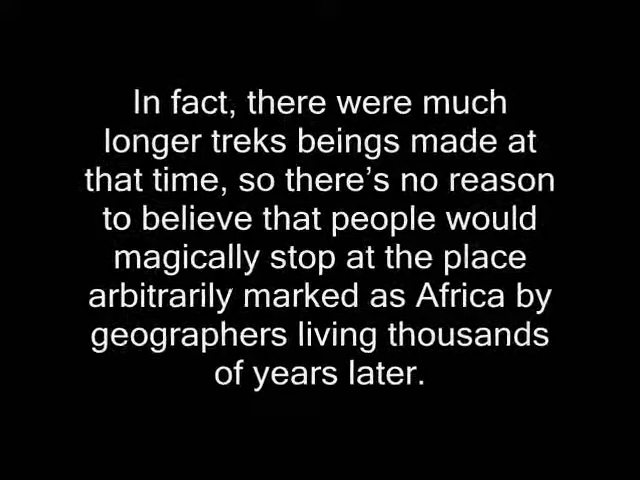 In fact, there were much
longer treks beings made at
that time, so there's no reason
to believe that people would
magically stop at the place
arbitrarily marked as Africa by
geographers living thousands
of years later.